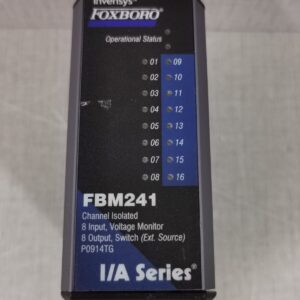 invensys
FOXBORO®
Operational Status
01 09
02 10
03 11
04 12
05 13
06 14
07 15
08 16
FBM241
Channel Isolated
8 Input, Voltage Monitor
8 Output, Switch (Ext. Source)
P0914TG
I/A Series®